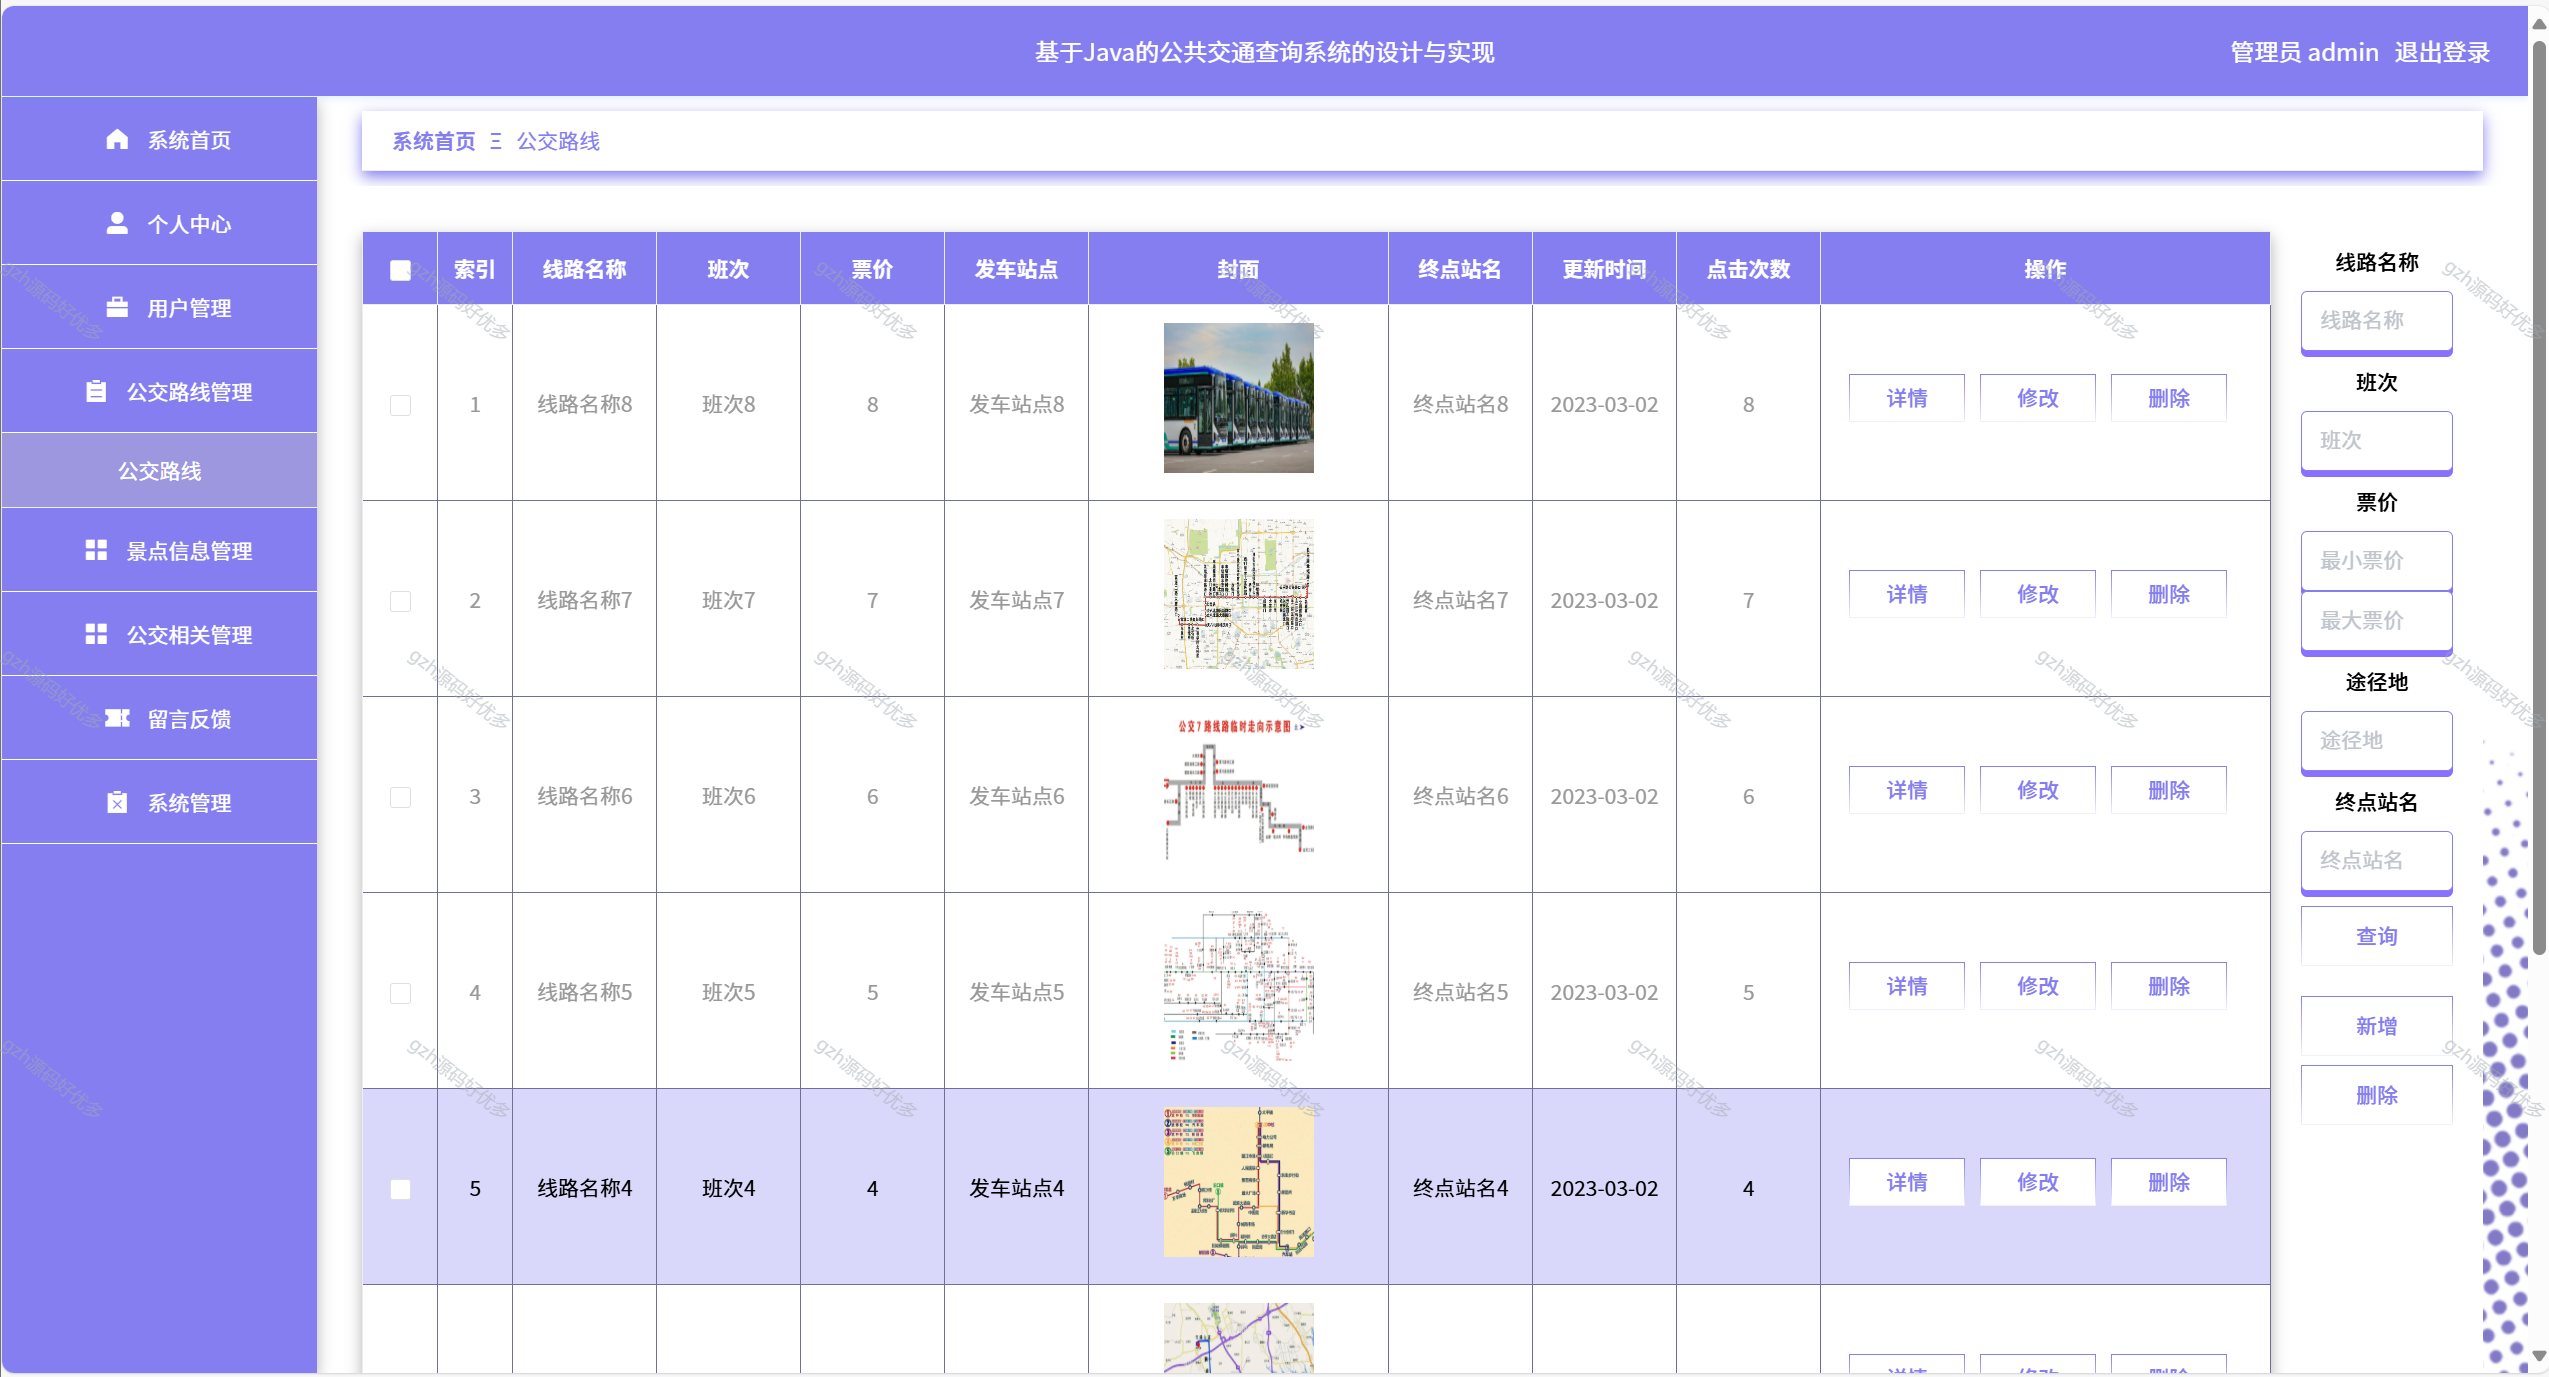 基于Java的公共交通查询系统的设计与实现
管理员 admin 退出登录
系统首页
个人中心
用户管理
公交路线管理
公交路线
景点信息管理
公交相关管理
留言反馈
系统管理
系统首页 Ξ 公交路线
索引 线路名称 班次 票价 发车站点 封面 终点站名 更新时间 点击次数 操作
1 线路名称8 班次8 8 发车站点8 终点站名8 2023-03-02 8 详情 修改 删除
2 线路名称7 班次7 7 发车站点7 终点站名7 2023-03-02 7 详情 修改 删除
公交7路线路临时走向示意图
3 线路名称6 班次6 6 发车站点6 终点站名6 2023-03-02 6 详情 修改 删除
4 线路名称5 班次5 5 发车站点5 终点站名5 2023-03-02 5 详情 修改 删除
5 线路名称4 班次4 4 发车站点4 终点站名4 2023-03-02 4 详情 修改 删除
详情 修改 删除
线路名称
线路名称
班次
班次
票价
最小票价
最大票价
途径地
途径地
终点站名
终点站名
查询
新增
删除
gzh源码好优多